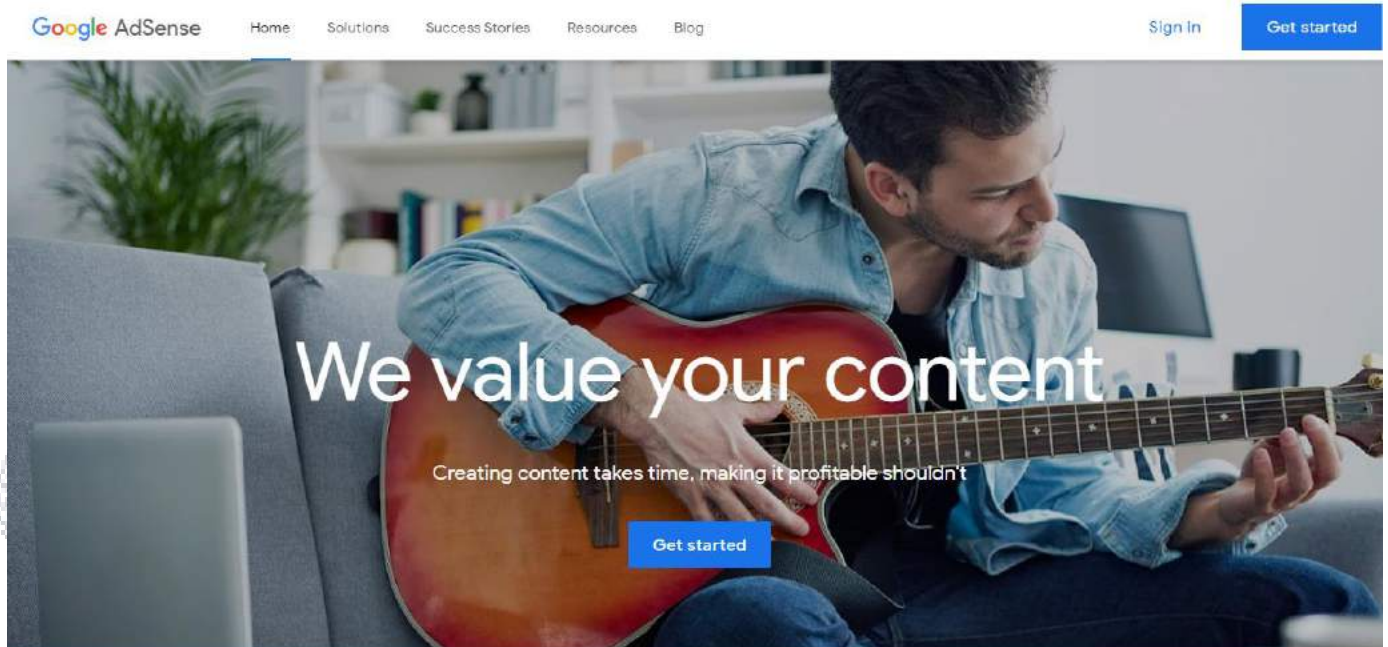 Google AdSense Home Solutions Success Stories Resources Blog Sign in Get started
We value your content
Creating content takes time, making it profitable shouldn't
Get started